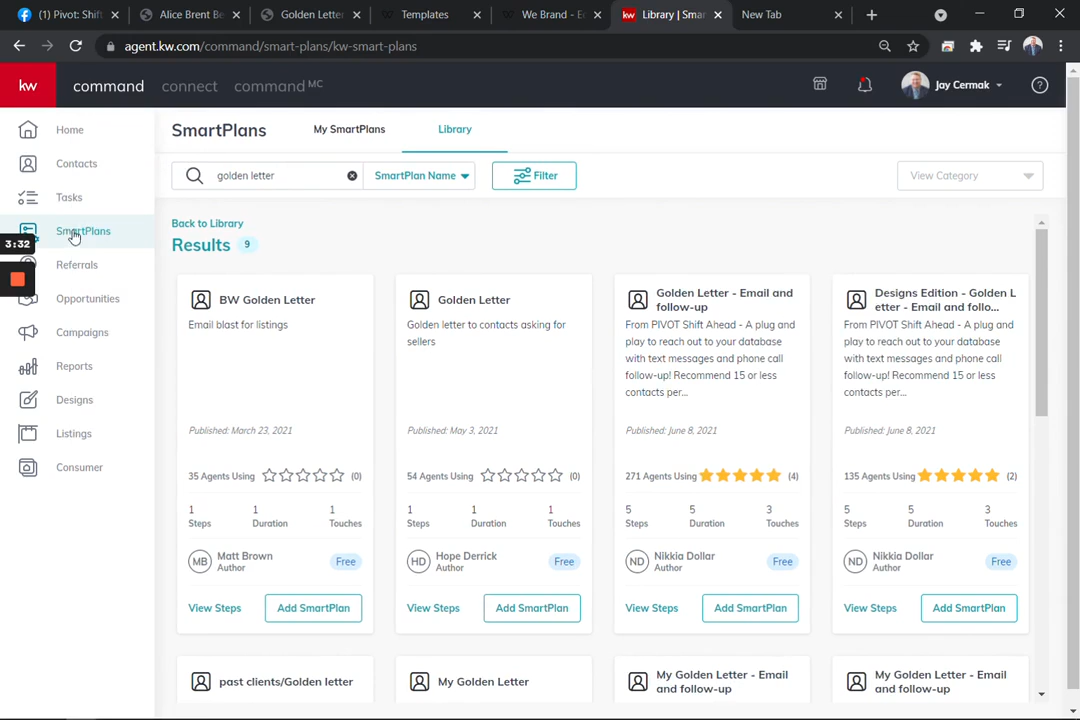 (1) Pivot: Shift
Alice Brent Be
Golden Letter
Templates
We Brand - E
Library | Smar
New Tab
agent.kw.com/command/smart-plans/kw-smart-plans
kw
command
connect
command MC
Jay Cermak
?
Home
Contacts
Tasks
SmartPlans
3:32
Referrals
Opportunities
Campaigns
Reports
Designs
Listings
Consumer
SmartPlans
My SmartPlans
Library
golden letter
SmartPlan Name
Filter
View Category
Back to Library
Results 9
BW Golden Letter
Email blast for listings
Published: March 23, 2021
35 Agents Using (0)
1 1 1
Steps Duration Touches
MB
Matt Brown
Author
Free
View Steps
Add SmartPlan
Golden Letter
Golden letter to contacts asking for
sellers
Published: May 3, 2021
54 Agents Using (0)
1 1 1
Steps Duration Touches
HD
Hope Derrick
Author
Free
View Steps
Add SmartPlan
Golden Letter - Email and
follow-up
From PIVOT Shift Ahead - A plug and
play to reach out to your database
with text messages and phone call
follow-up! Recommend 15 or less
contacts per...
Published: June 8, 2021
271 Agents Using (4)
5 5 3
Steps Duration Touches
ND
Nikkia Dollar
Author
Free
View Steps
Add SmartPlan
Designs Edition - Golden L
etter - Email and follo...
From PIVOT Shift Ahead - A plug and
play to reach out to your database
with text messages and phone call
follow-up! Recommend 15 or less
contacts per...
Published: June 8, 2021
135 Agents Using (2)
5 5 3
Steps Duration Touches
ND
Nikkia Dollar
Author
Free
View Steps
Add SmartPlan
past clients/Golden letter
My Golden Letter
My Golden Letter - Email
and follow-up
My Golden Letter - Email
and follow-up